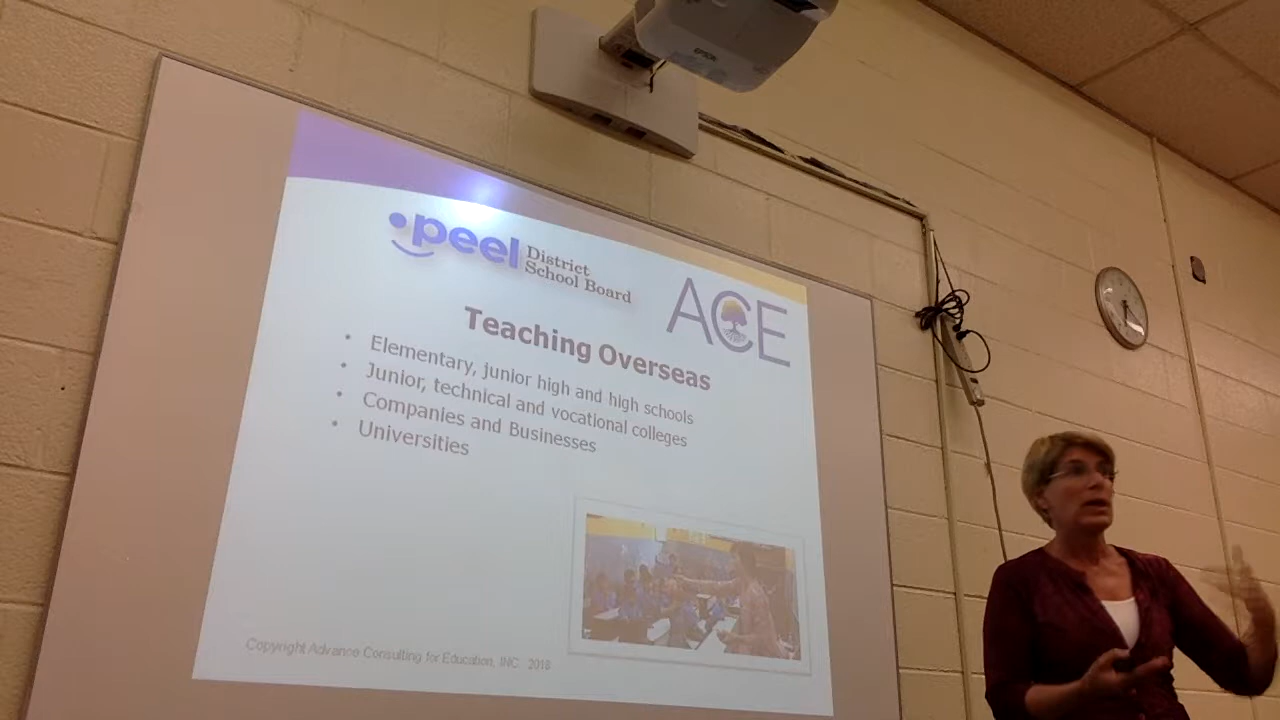 EPSON
peel District
School Board
ACE
Teaching Overseas
• Elementary, junior high and high schools
• Junior, technical and vocational colleges
• Companies and Businesses
• Universities
Copyright Advance Consulting for Education, INC 2018